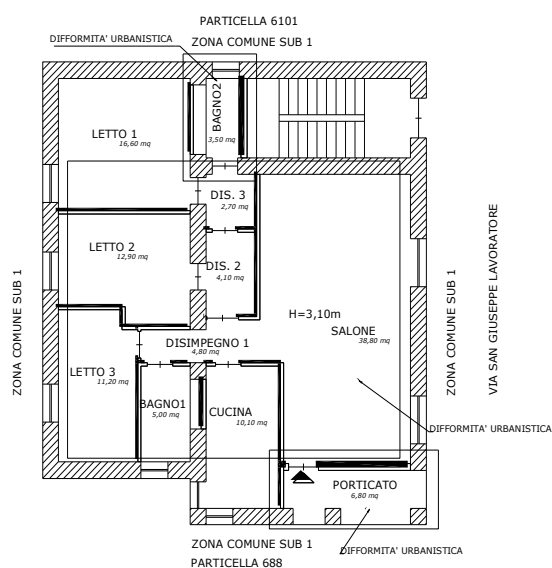 PARTICELLA 6101
DIFFORMITA' URBANISTICA
ZONA COMUNE SUB 1
BAGNO2
3,50 mq
LETTO 1
16,60 mq
DIS. 3
2,70 mq
LETTO 2
12,90 mq
DIS. 2
4,10 mq
ZONA COMUNE SUB 1
H=3,10m
SALONE
38,80 mq
DISIMPEGNO 1
4,80 mq
LETTO 3
11,20 mq
BAGNO1
5,00 mq
CUCINA
10,10 mq
ZONA COMUNE SUB 1
VIA SAN GIUSEPPE LAVORATORE
DIFFORMITA' URBANISTICA
PORTICATO
6,80 mq
ZONA COMUNE SUB 1
DIFFORMITA' URBANISTICA
PARTICELLA 688